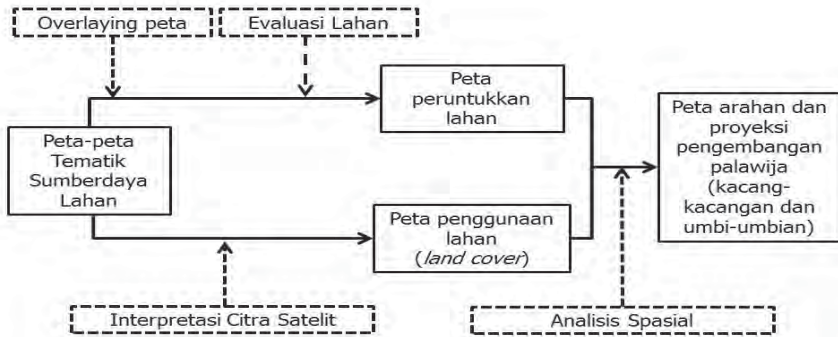 Overlaying peta
Evaluasi Lahan
Peta
peruntukkan
lahan
Peta-peta
Tematik
Sumberdaya
Lahan
Peta arahan dan
proyeksi
pengembangan
palawija
(kacang-
kacangan dan
umbi-umbian)
Peta penggunaan
lahan
(land cover)
Interpretasi Citra Satelit
Analisis Spasial